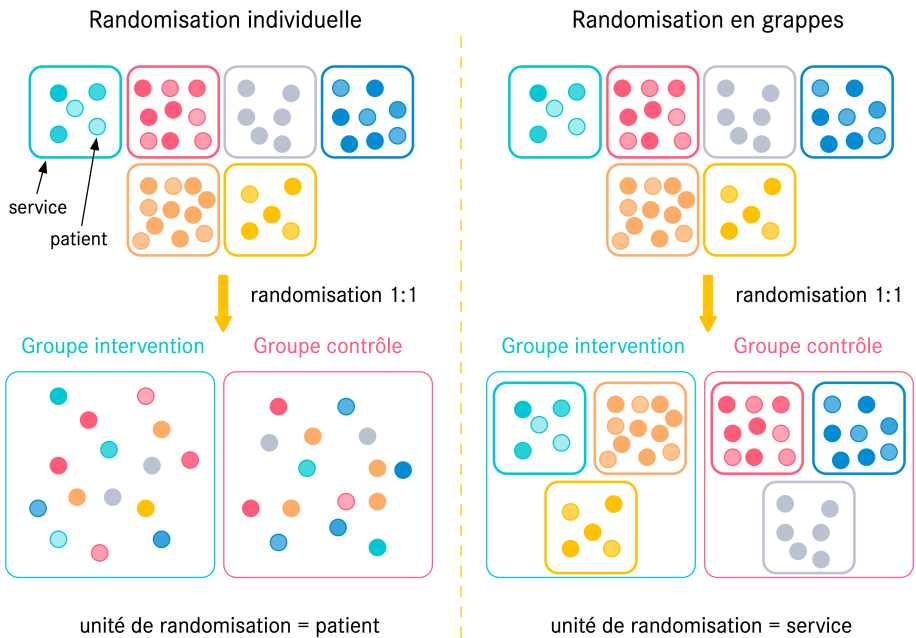 Randomisation individuelle
service
patient
randomisation 1:1
Groupe intervention
Groupe contrôle
unité de randomisation = patient
Randomisation en grappes
randomisation 1:1
Groupe intervention
Groupe contrôle
unité de randomisation = service